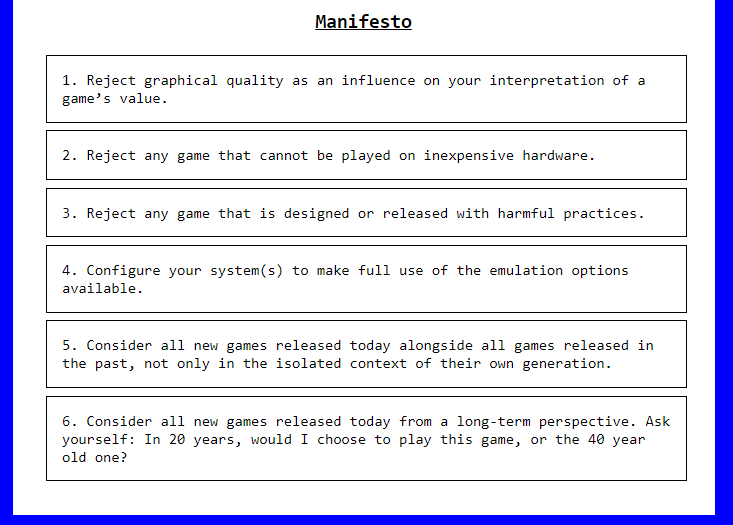 Manifesto
1. Reject graphical quality as an influence on your interpretation of a
game’s value.
2. Reject any game that cannot be played on inexpensive hardware.
3. Reject any game that is designed or released with harmful practices.
4. Configure your system(s) to make full use of the emulation options
available.
5. Consider all new games released today alongside all games released in
the past, not only in the isolated context of their own generation.
6. Consider all new games released today from a long-term perspective. Ask
yourself: In 20 years, would I choose to play this game, or the 40 year
old one?